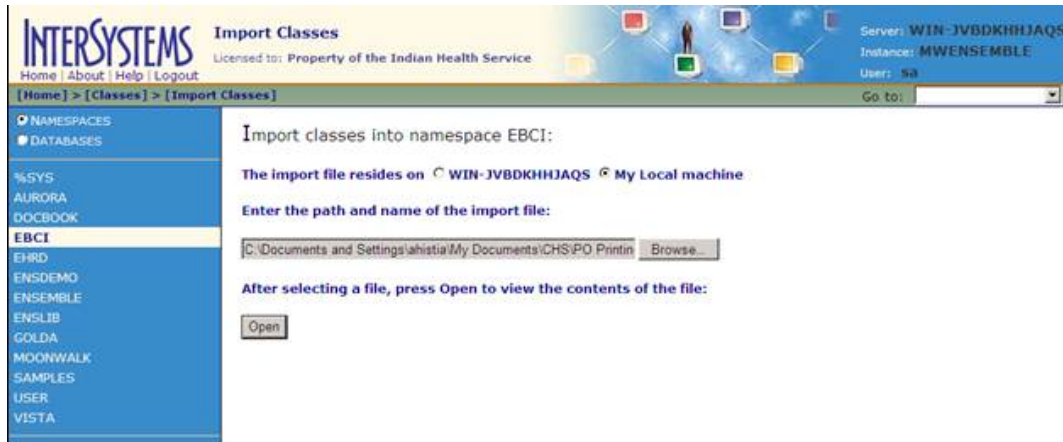 INTERSYSTEMS
Home | About | Help | Logout
Import Classes
Licensed to: Property of the Indian Health Service
Server: WIN-JVBDKHHJAQS
Instance: MWENSEMBLE
User: sa
[Home] > [Classes] > [Import Classes]
Go to:
NAMESPACES
DATABASES
%SYS
AURORA
DOCBOOK
EBCI
EHRD
ENSDEMO
ENSEMBLE
ENSLIB
GOLDA
MOONWALK
SAMPLES
USER
VISTA
Import classes into namespace EBCI:
The import file resides on WIN-JVBDKHHJAQS My Local machine
Enter the path and name of the import file:
C:\Documents and Settings\ahistia\My Documents\CHS\PO Printin Browse...
After selecting a file, press Open to view the contents of the file:
Open